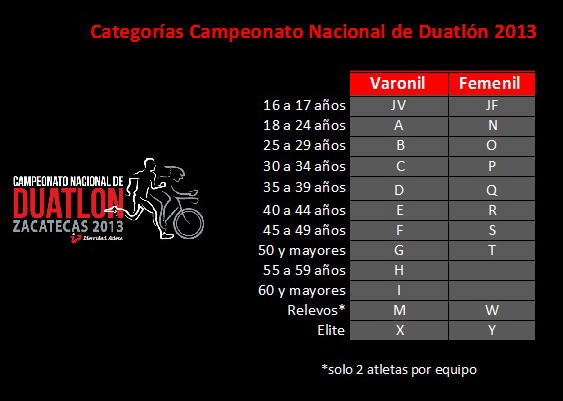 Categorías Campeonato Nacional de Duatlón 2013
Varonil Femenil
16 a 17 años JV JF
18 a 24 años A N
25 a 29 años B O
30 a 34 años C P
35 a 39 años D Q
40 a 44 años E R
45 a 49 años F S
50 y mayores G T
55 a 59 años H
60 y mayores I
Relevos* M W
Elite X Y
*solo 2 atletas por equipo
CAMPEONATO NACIONAL DE
DUATLON
ZACATECAS 2013